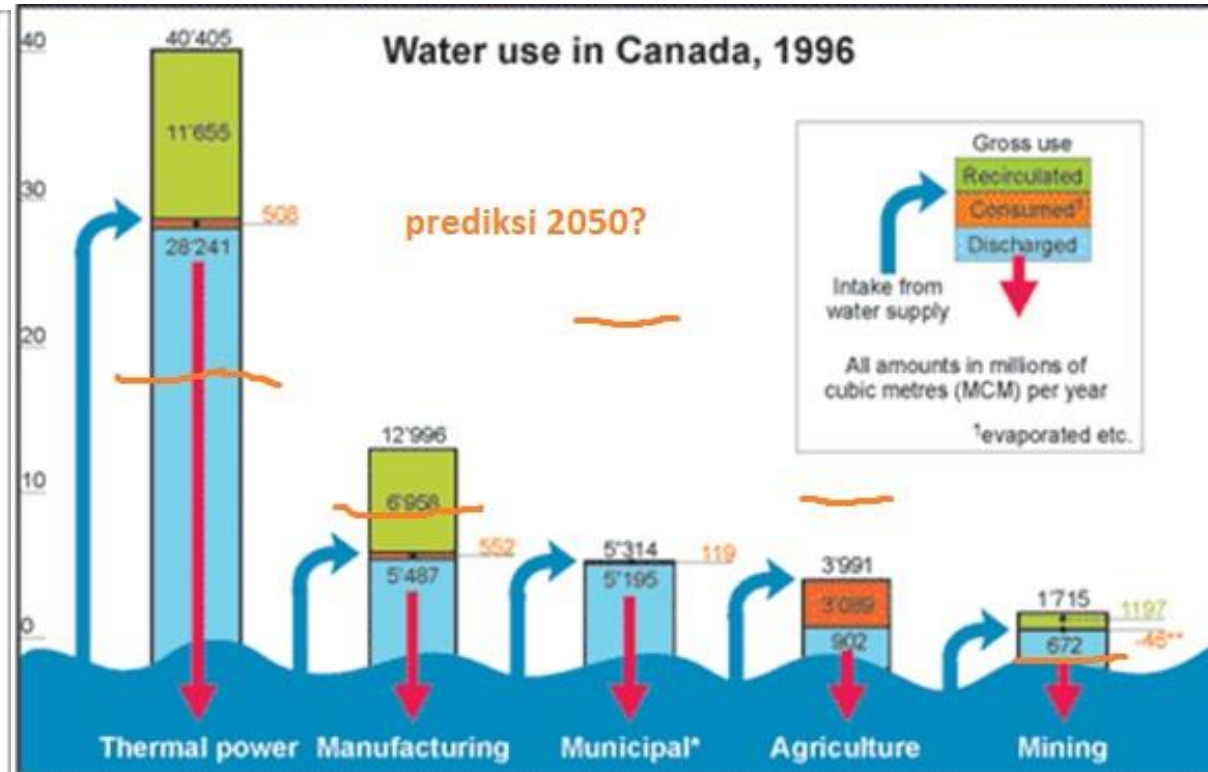 Water use in Canada, 1996
40
30
20
10
0
40'405
11'655
508
28'241
prediksi 2050?
Gross use
Recirculated
Consumed†
Discharged
Intake from
water supply
All amounts in millions of
cubic metres (MCM) per year
†evaporated etc.
12'996
6'958
552
5'487
5'314
119
5'195
3'991
3'089
902
1'715
1197
-46**
672
Thermal power
Manufacturing
Municipal*
Agriculture
Mining